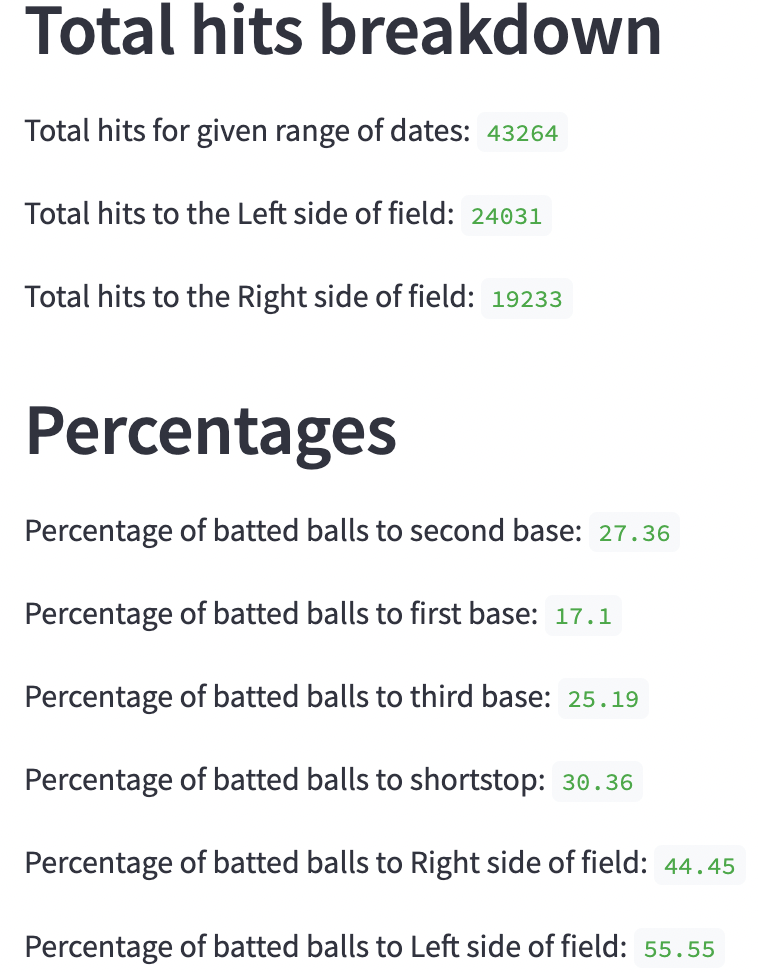 Total hits breakdown
Total hits for given range of dates: 43264
Total hits to the Left side of field: 24031
Total hits to the Right side of field: 19233
Percentages
Percentage of batted balls to second base: 27.36
Percentage of batted balls to first base: 17.1
Percentage of batted balls to third base: 25.19
Percentage of batted balls to shortstop: 30.36
Percentage of batted balls to Right side of field: 44.45
Percentage of batted balls to Left side of field: 55.55